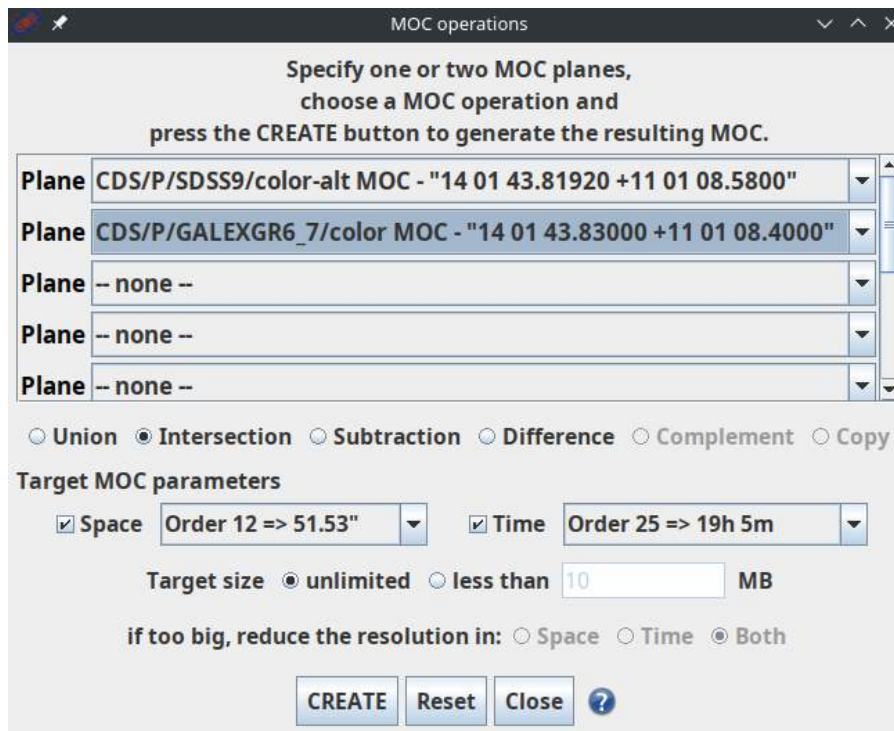 MOC operations
Specify one or two MOC planes,
choose a MOC operation and
press the CREATE button to generate the resulting MOC.
Plane CDS/P/SDSS9/color-alt MOC - "14 01 43.81920 +11 01 08.5800"
Plane CDS/P/GALEXGR6_7/color MOC - "14 01 43.83000 +11 01 08.4000"
Plane -- none --
Plane -- none --
Plane -- none --
Union Intersection Subtraction Difference Complement Copy
Target MOC parameters
Space Order 12 => 51.53" Time Order 25 => 19h 5m
Target size unlimited less than 10 MB
if too big, reduce the resolution in: Space Time Both
CREATE Reset Close ?